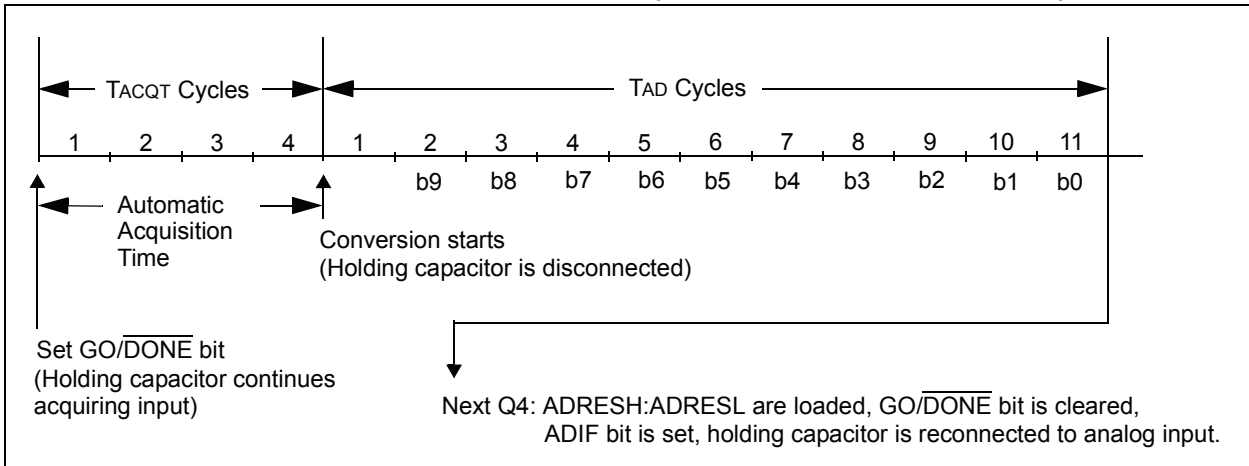 TACQT Cycles
TAD Cycles
1 2 3 4 1 2 3 4 5 6 7 8 9 10 11
b9 b8 b7 b6 b5 b4 b3 b2 b1 b0
Automatic
Acquisition
Time
Conversion starts
(Holding capacitor is disconnected)
Set GO/DONE bit
(Holding capacitor continues
acquiring input)
Next Q4: ADRESH:ADRESL are loaded, GO/DONE bit is cleared,
ADIF bit is set, holding capacitor is reconnected to analog input.